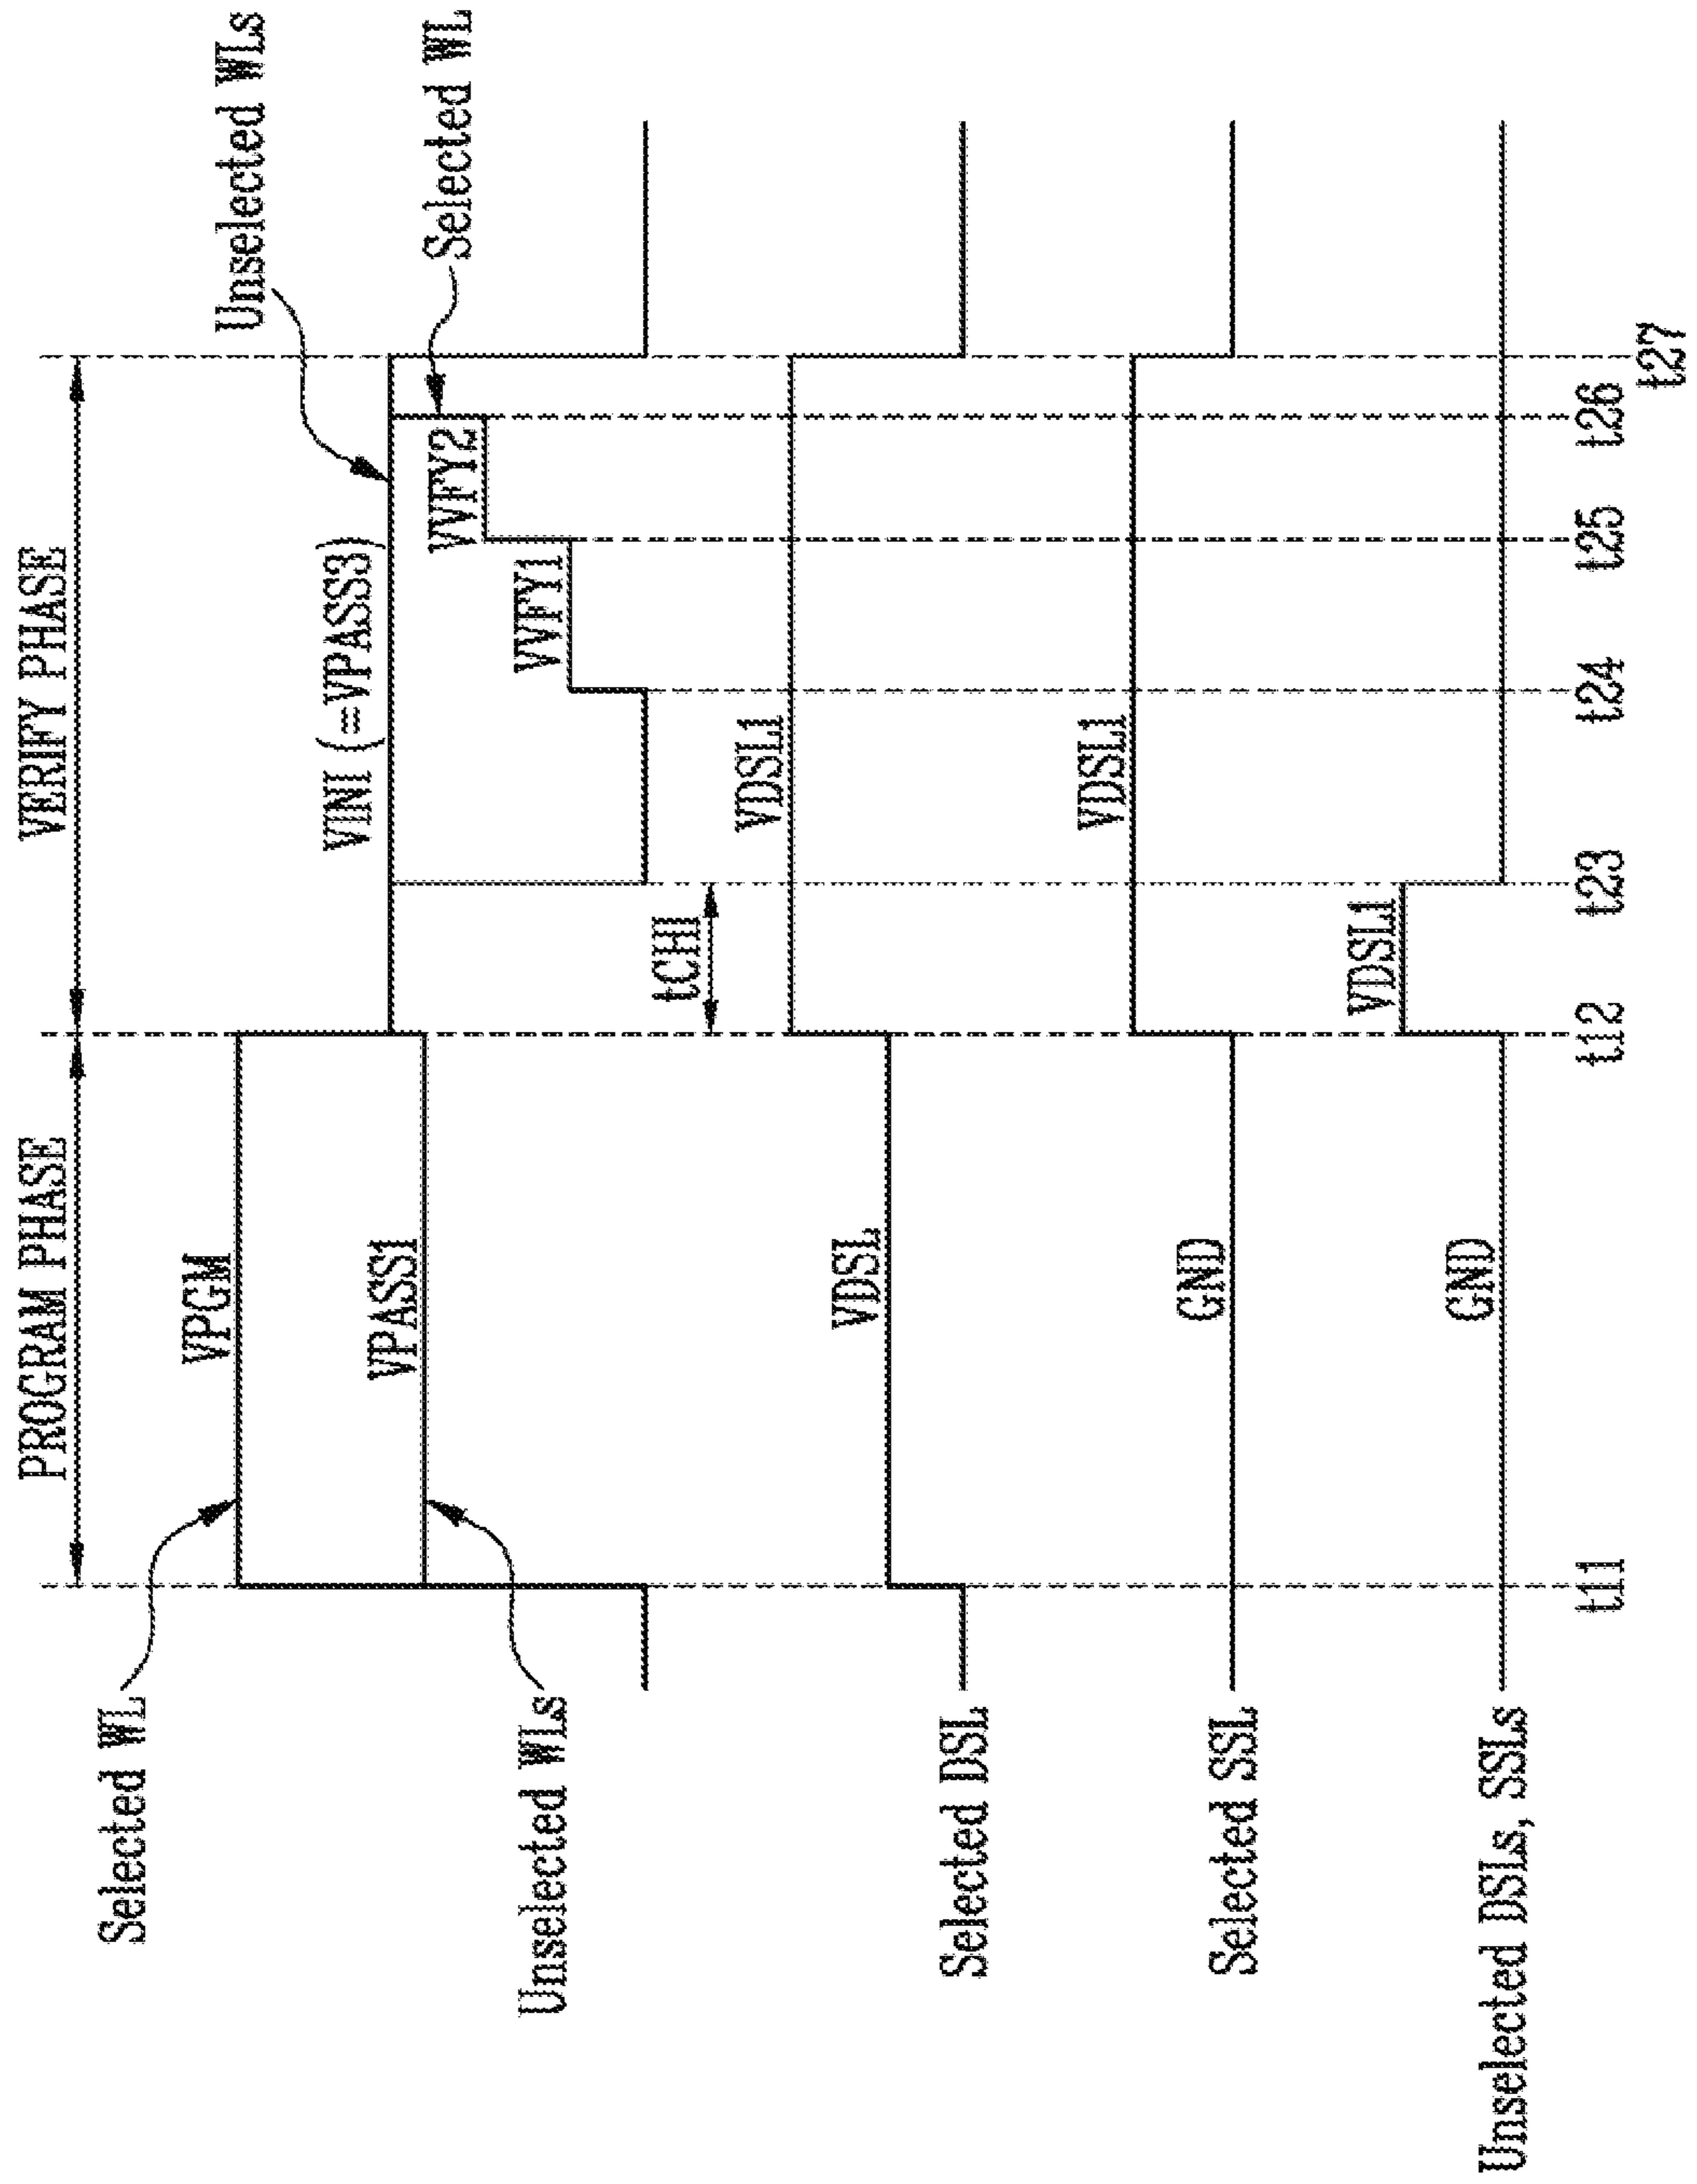 PROGRAM PHASE
VERIFY PHASE
Selected WL
VPGM
Unselected WLs
VINI (=VPASS3)
VPASS1
Selected WL
VVFY2
Unselected WLs
VVFY1
tCHI
Selected DSL
VDSL
VDSL1
Selected SSL
GND
VDSL1
Unselected DSLs, SSLs
GND
VDSL1
t11
t12
t23
t24
t25
t26
t27